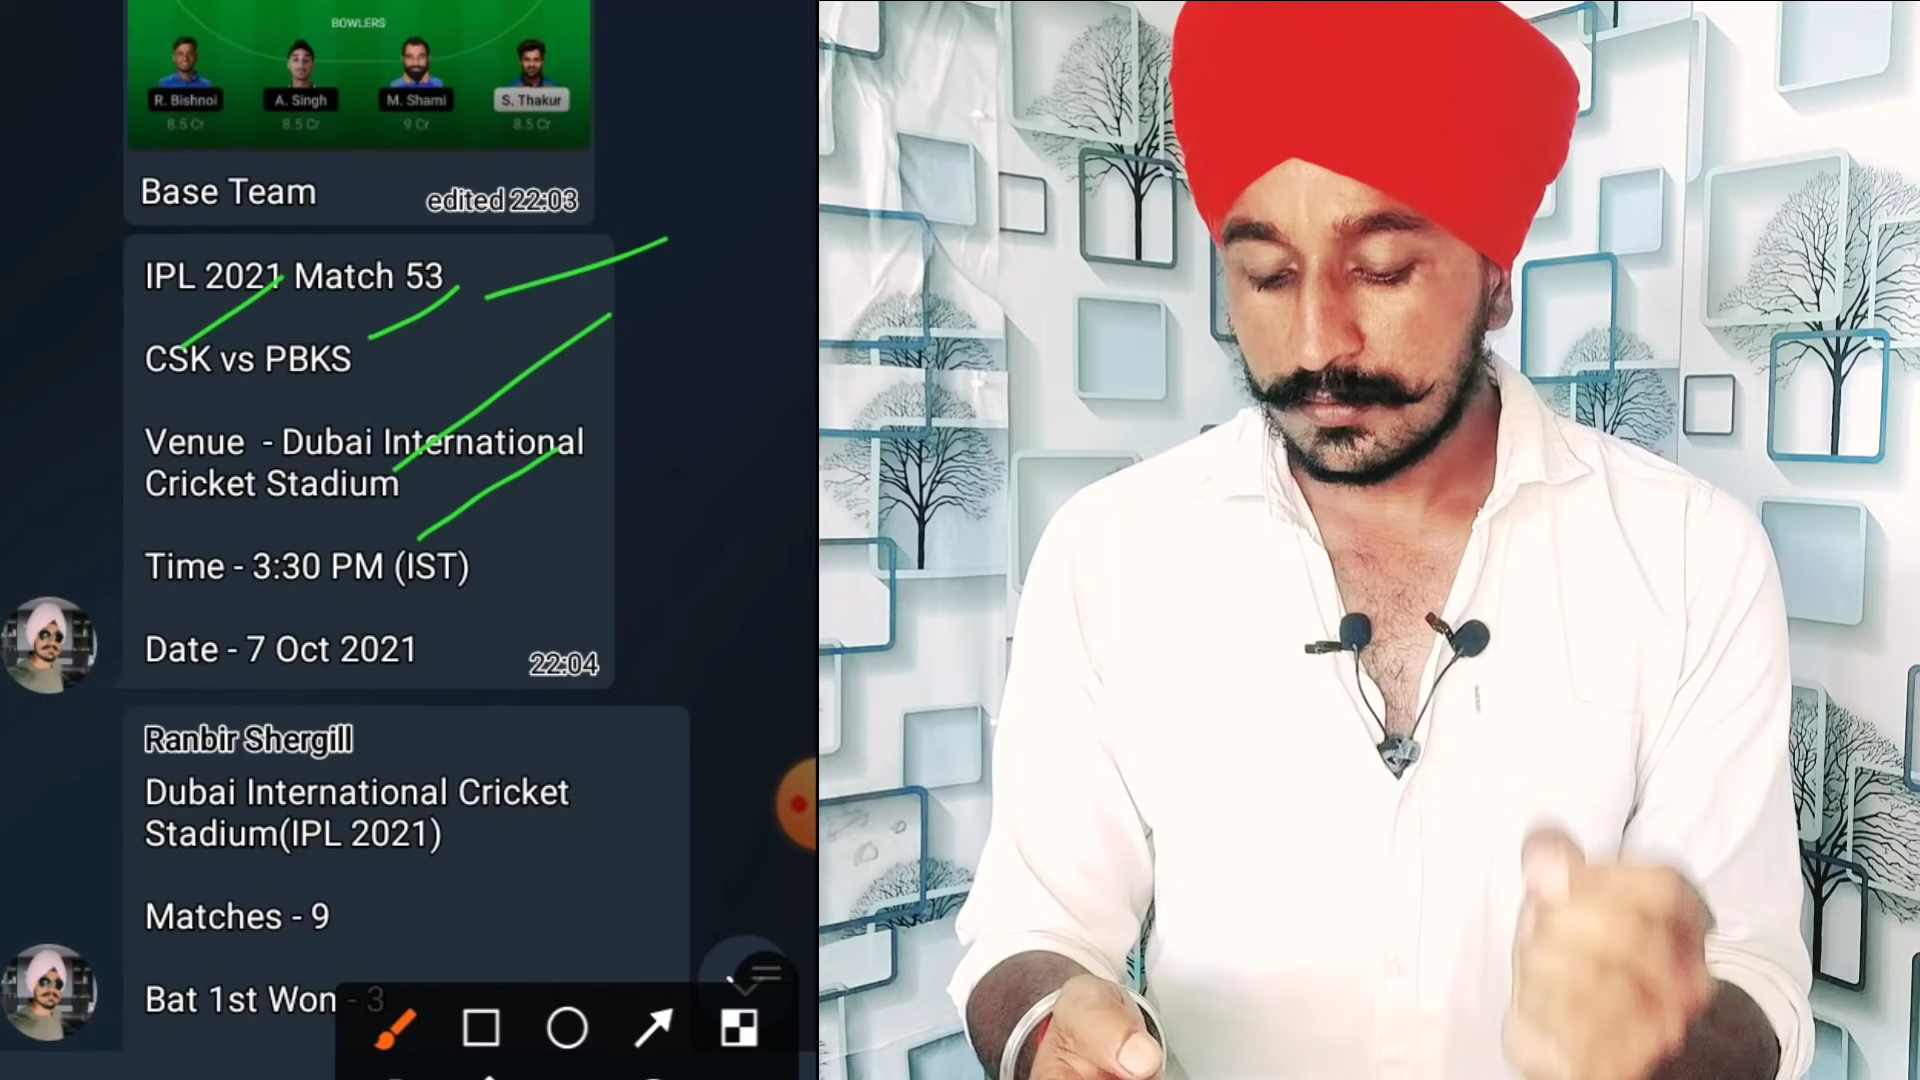 BOWLERS
R. Bishnoi
A. Singh
M. Shami
S. Thakur
8.5 Cr
8.5 Cr
9 Cr
8.5 Cr
Base Team
edited 22:03
IPL 2021 Match 53
CSK vs PBKS
Venue - Dubai International
Cricket Stadium
Time - 3:30 PM (IST)
Date - 7 Oct 2021
22:04
Ranbir Shergill
Dubai International Cricket
Stadium(IPL 2021)
Matches - 9
Bat 1st Won - 3